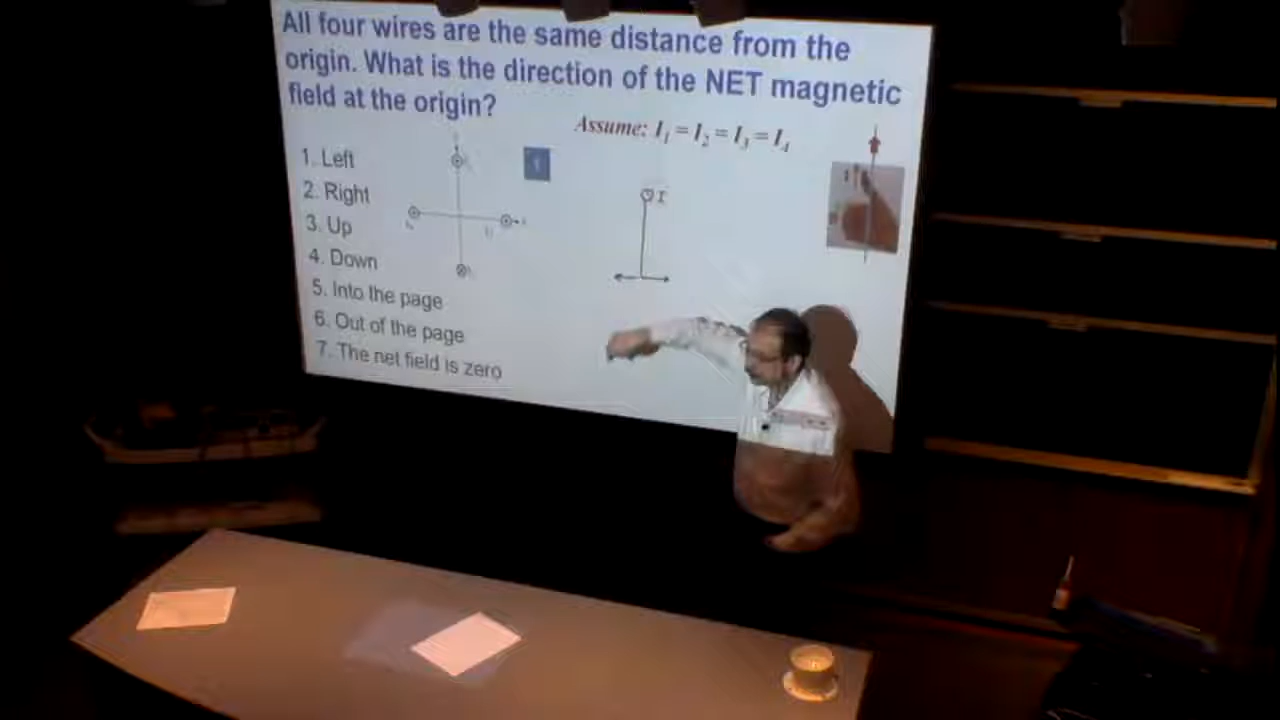 All four wires are the same distance from the
origin. What is the direction of the NET magnetic
field at the origin?
Assume: I₁ = I₂ = I₃ = I₄
1. Left
2. Right
3. Up
4. Down
5. Into the page
6. Out of the page
7. The net field is zero
1
I